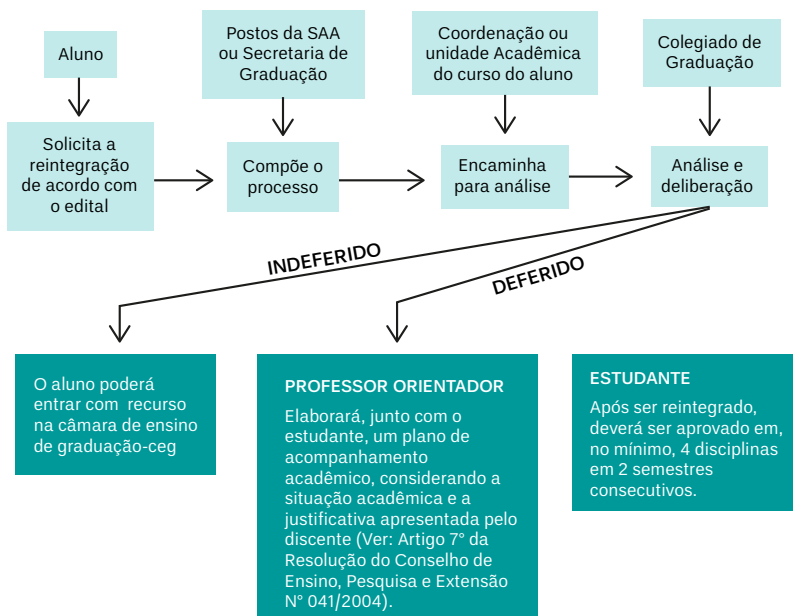 Aluno
Postos da SAA
ou Secretaria de
Graduação
Coordenação ou
unidade Acadêmica
do curso do aluno
Colegiado de
Graduação
Solicita a
reintegração
de acordo com
o edital
Compõe o
processo
Encaminha
para análise
Análise e
deliberação
INDEFERIDO
DEFERIDO
O aluno poderá
entrar com recurso
na câmara de ensino
de graduação-ceg
PROFESSOR ORIENTADOR
Elaborará, junto com o
estudante, um plano de
acompanhamento
acadêmico, considerando a
situação acadêmica e a
justificativa apresentada pelo
discente (Ver: Artigo 7° da
Resolução do Conselho de
Ensino, Pesquisa e Extensão
N° 041/2004).
ESTUDANTE
Após ser reintegrado,
deverá ser aprovado em,
no mínimo, 4 disciplinas
em 2 semestres
consecutivos.